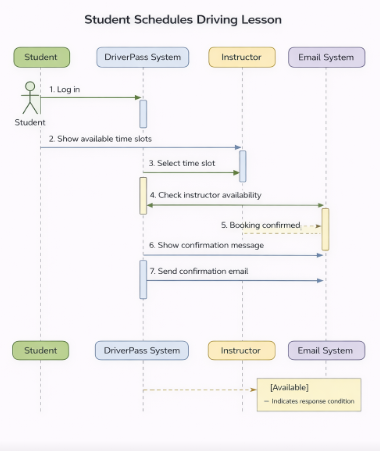 Student Schedules Driving Lesson
Student
DriverPass System
Instructor
Email System
1. Log in
Student
2. Show available time slots
3. Select time slot
4. Check instructor availability
5. Booking confirmed
6. Show confirmation message
7. Send confirmation email
Student
DriverPass System
Instructor
Email System
[Available]
— Indicates response condition